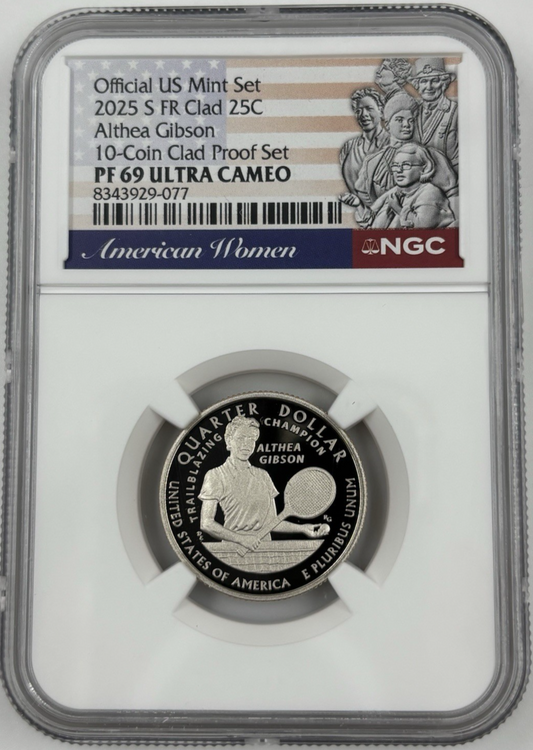 Official US Mint Set
2025 S FR Clad 25C
Althea Gibson
10-Coin Clad Proof Set
PF 69 ULTRA CAMEO
8343929-077
American Women
NGC
QUARTER DOLLAR
TRAILBLAZING
CHAMPION
ALTHEA
GIBSON
UNITED STATES OF AMERICA
E PLURIBUS UNUM